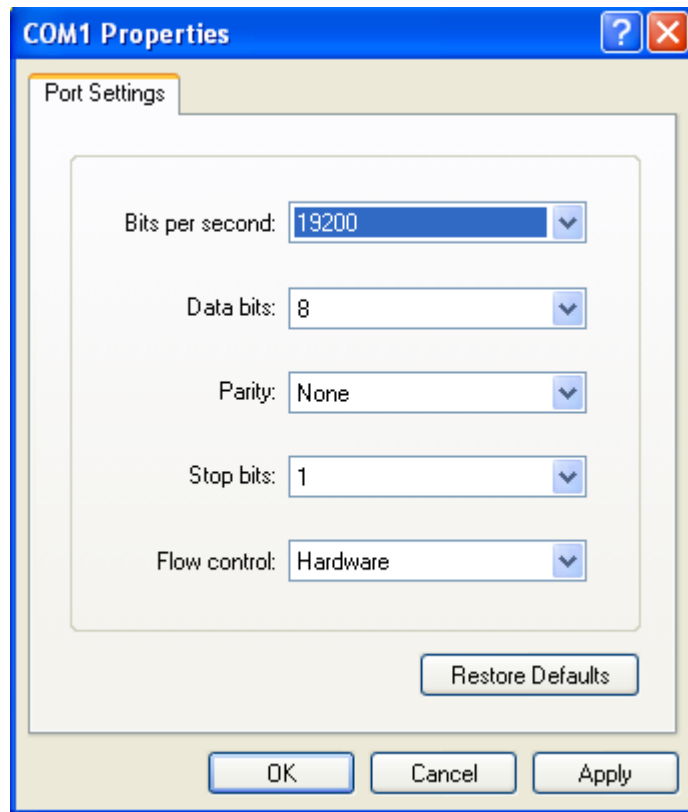 COM1 Properties
?
Port Settings
Bits per second: 19200
Data bits: 8
Parity: None
Stop bits: 1
Flow control: Hardware
Restore Defaults
OK Cancel Apply